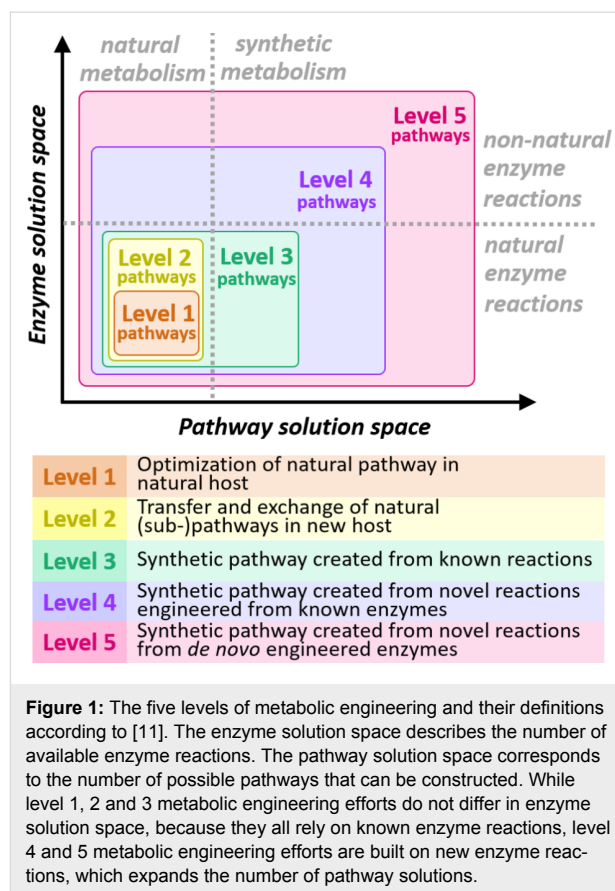 natural
metabolism
synthetic
metabolism
Enzyme solution space
Level 5
pathways
non-natural
enzyme
reactions
Level 4
pathways
Level 2
pathways
Level 3
pathways
natural
enzyme
reactions
Level 1
pathways
Pathway solution space
Level 1 Optimization of natural pathway in
natural host
Level 2 Transfer and exchange of natural
(sub-)pathways in new host
Level 3 Synthetic pathway created from known reactions
Level 4 Synthetic pathway created from novel reactions
engineered from known enzymes
Level 5 Synthetic pathway created from novel reactions
from de novo engineered enzymes
Figure 1: The five levels of metabolic engineering and their definitions
according to [11]. The enzyme solution space describes the number of
available enzyme reactions. The pathway solution space corresponds
to the number of possible pathways that can be constructed. While
level 1, 2 and 3 metabolic engineering efforts do not differ in enzyme
solution space, because they all rely on known enzyme reactions, level
4 and 5 metabolic engineering efforts are built on new enzyme reac-
tions, which expands the number of pathway solutions.